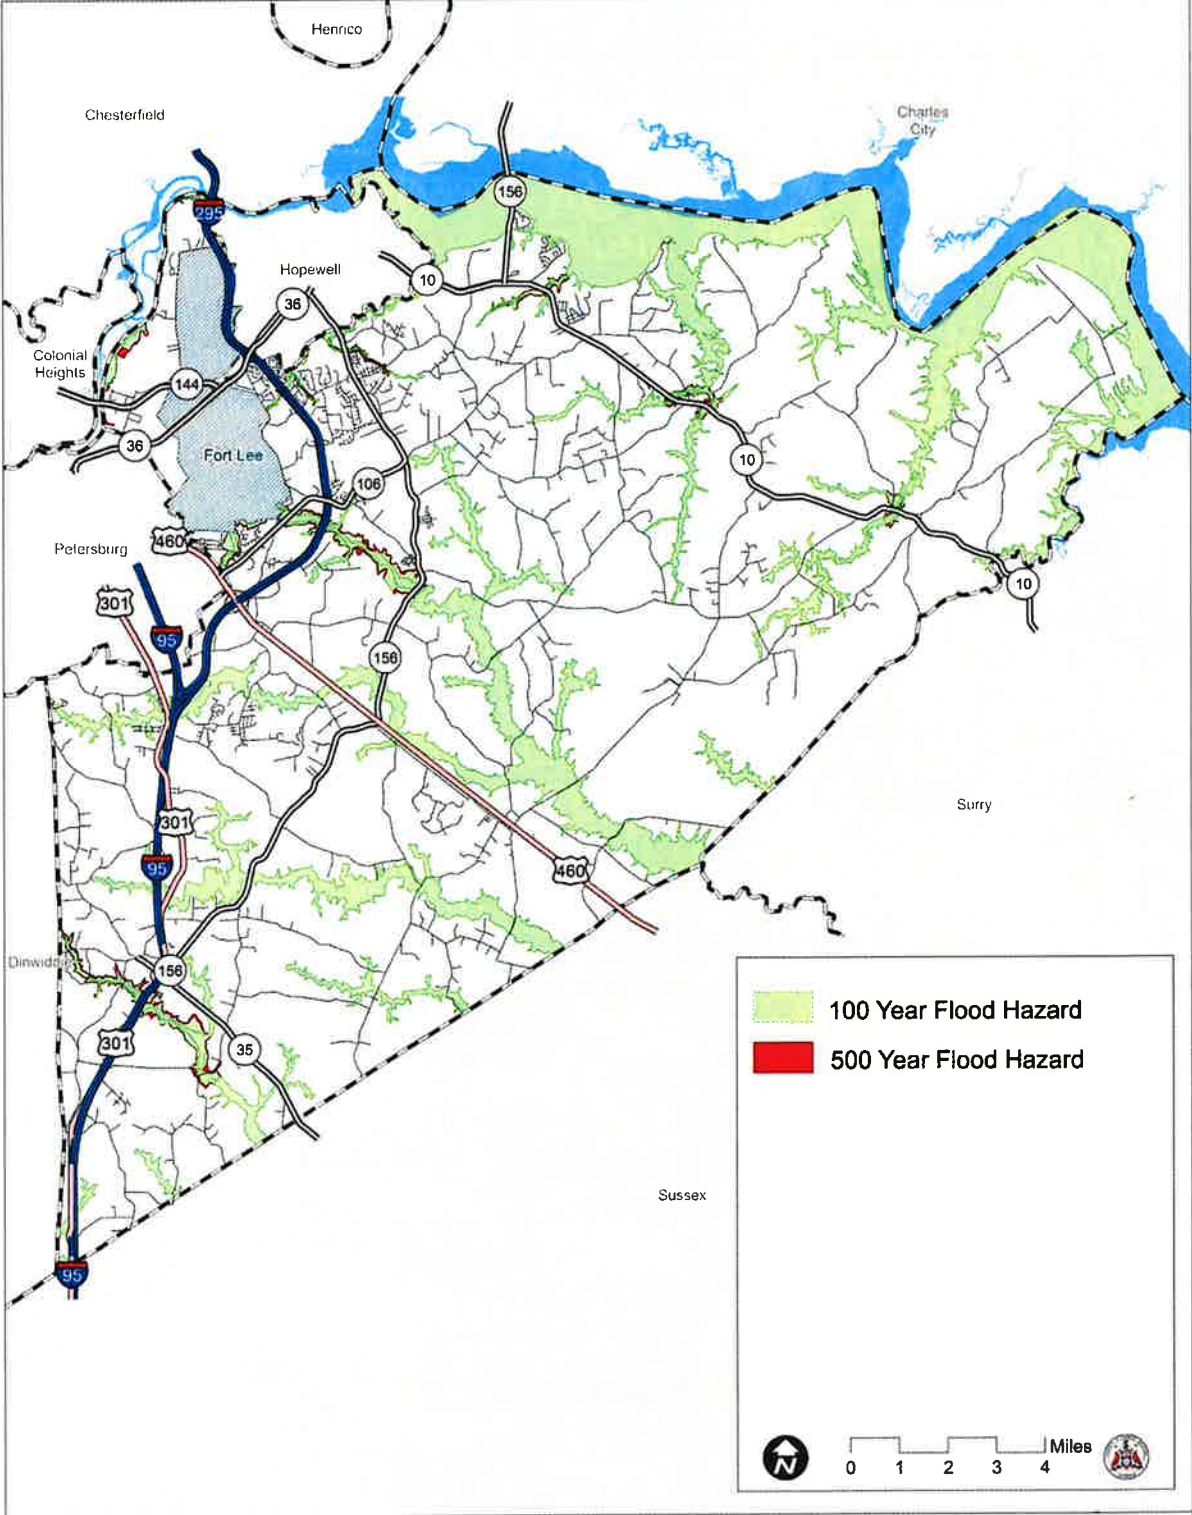 Henrico
Chesterfield
Charles
City
156
295
Hopewell
10
36
Colonial
Heights
144
36
Fort Lee
10
106
460
Petersburg
10
301
95
156
Surry
301
95
460
Dinwiddie
156
301
35
Sussex
95
100 Year Flood Hazard
500 Year Flood Hazard
N
Miles
0 1 2 3 4